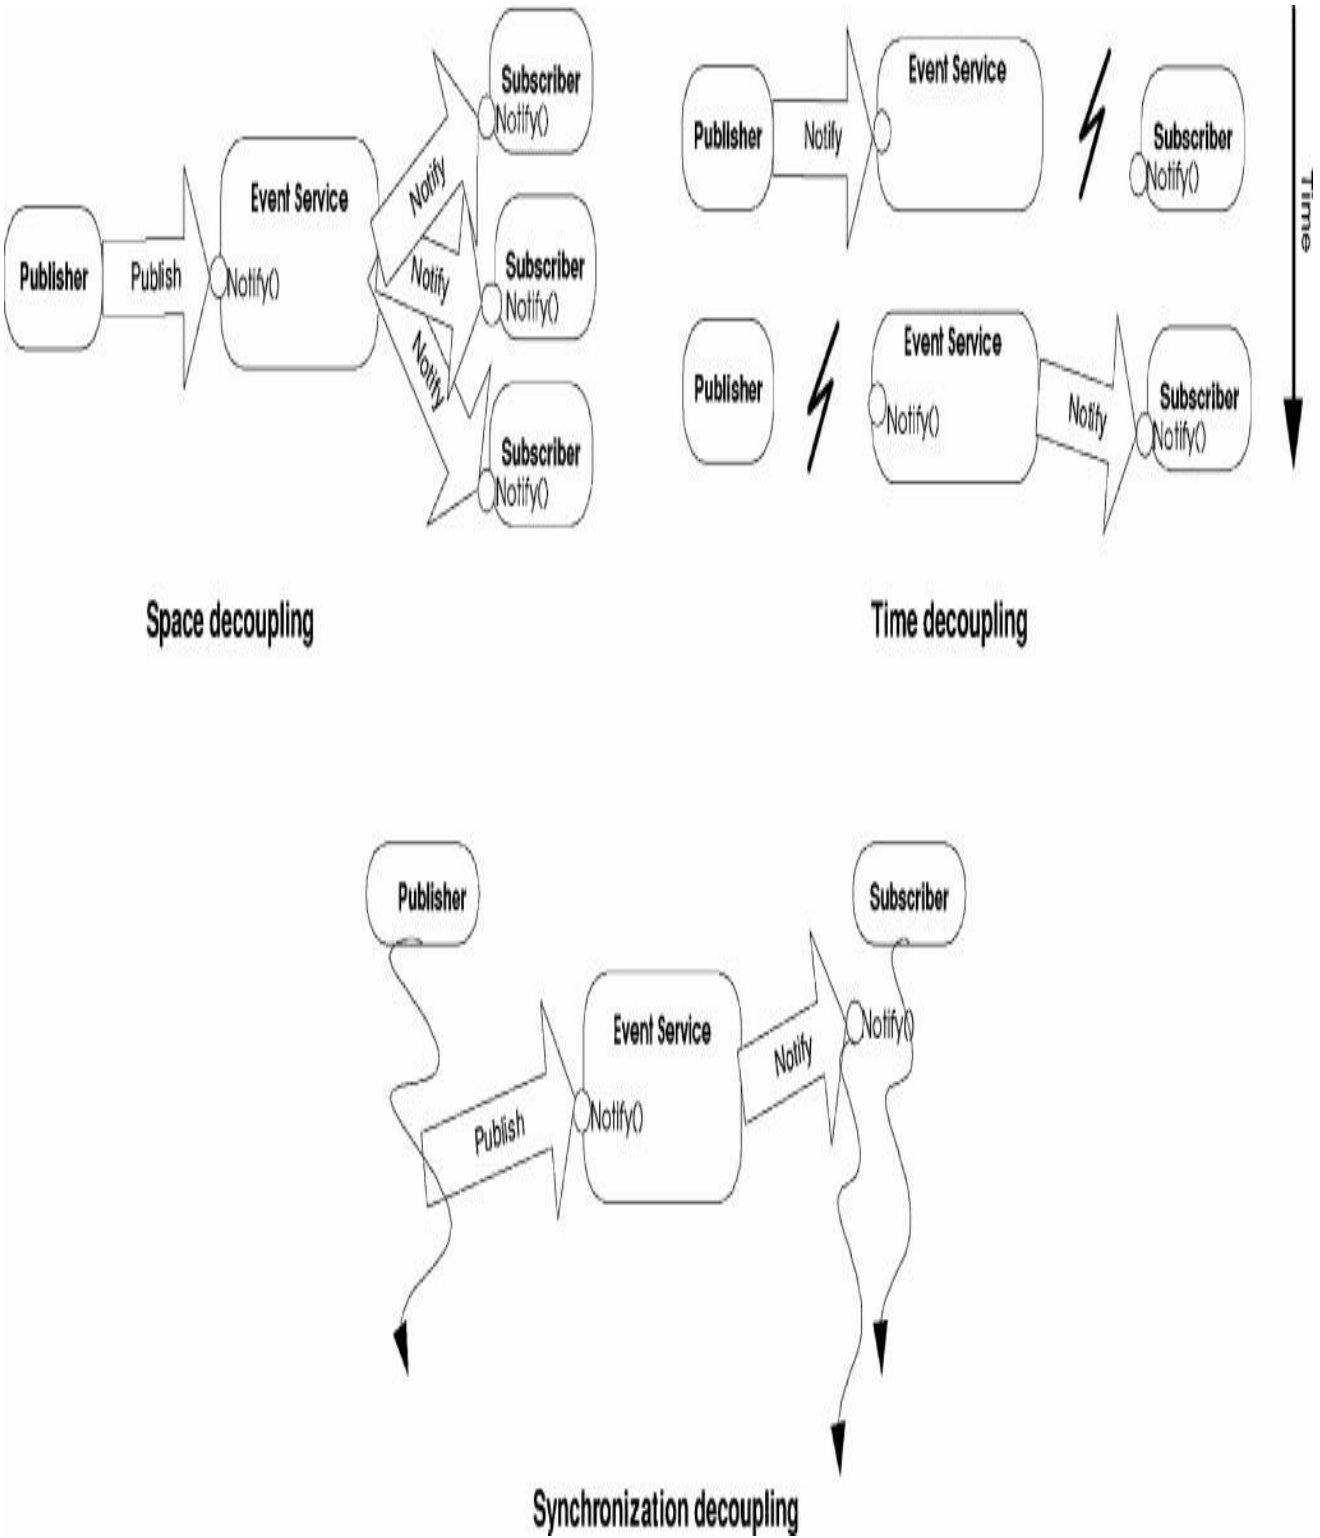 Subscriber
Notify()
Notify
Event Service
Publisher
Publish
Notify()
Notify
Subscriber
Notify()
Notify
Subscriber
Notify()
Space decoupling
Event Service
Publisher
Notify
Subscriber
Notify()
Time
Event Service
Publisher
Notify()
Notify
Subscriber
Notify()
Time decoupling
Publisher
Subscriber
Event Service
Notify
Notify()
Publish
Notify()
Synchronization decoupling